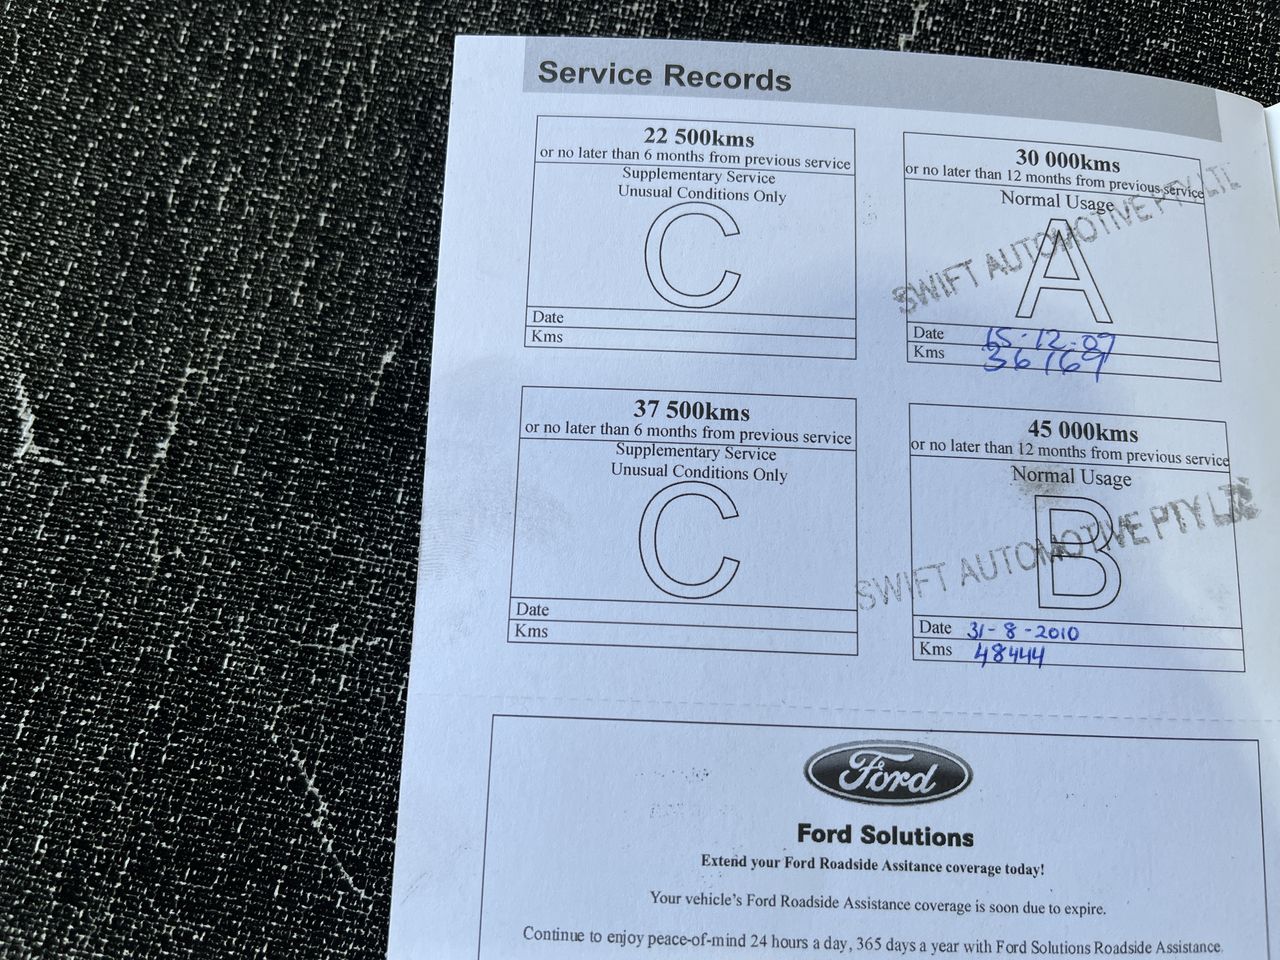 Service Records
22 500kms
or no later than 6 months from previous service
Supplementary Service
Unusual Conditions Only
C
Date
Kms
30 000kms
or no later than 12 months from previous service
Normal Usage
A
SWIFT AUTOMOTIVE PTY LTD
Date 15-12-09
Kms 36169
37 500kms
or no later than 6 months from previous service
Supplementary Service
Unusual Conditions Only
C
Date
Kms
45 000kms
or no later than 12 months from previous service
Normal Usage
B
SWIFT AUTOMOTIVE PTY LTD
Date 31-8-2010
Kms 48444
Ford
Ford Solutions
Extend your Ford Roadside Assitance coverage today!
Your vehicle's Ford Roadside Assistance coverage is soon due to expire.
Continue to enjoy peace-of-mind 24 hours a day, 365 days a year with Ford Solutions Roadside Assistance.